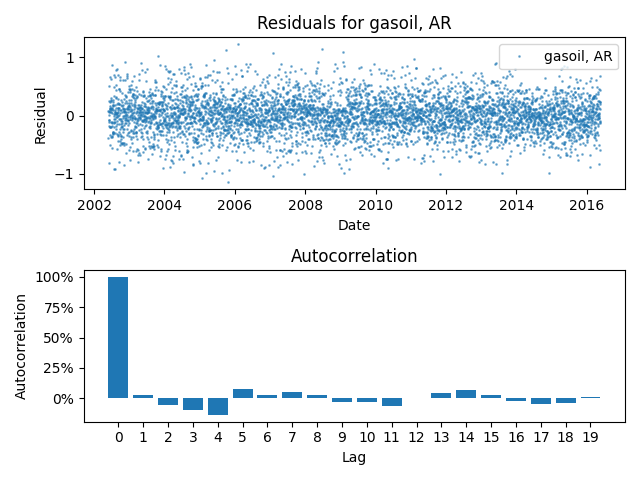 Residuals for gasoil, AR
gasoil, AR
1
0
−1
Residual
2002 2004 2006 2008 2010 2012 2014 2016
Date
Autocorrelation
100%
75%
50%
25%
0%
Autocorrelation
0 1 2 3 4 5 6 7 8 9 10 11 12 13 14 15 16 17 18 19
Lag